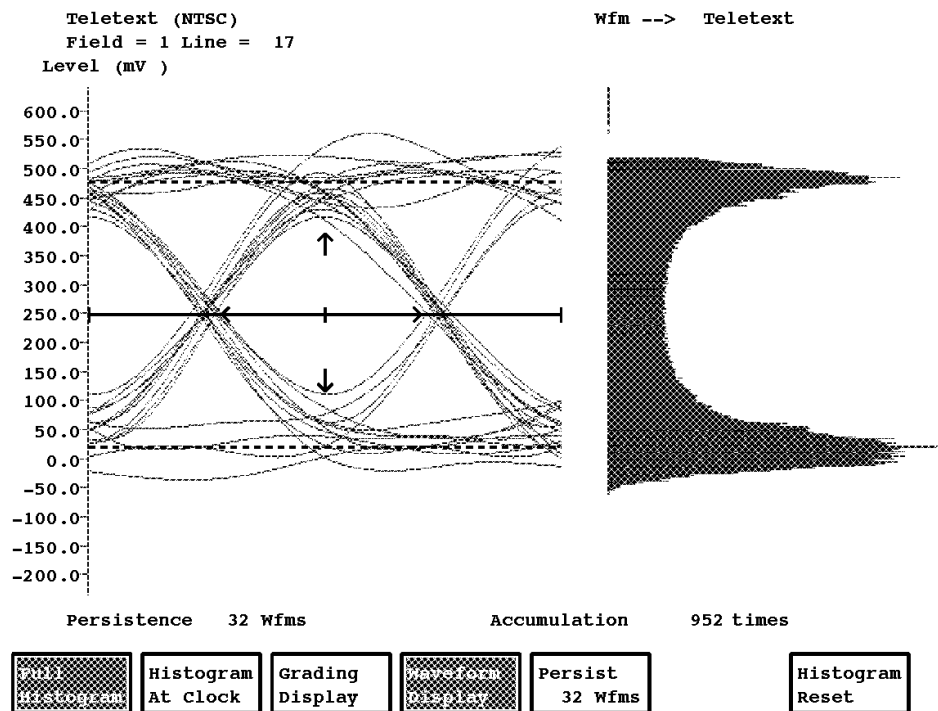 Teletext (NTSC)
Wfm --> Teletext
Field = 1 Line = 17
Level (mV )
600.0
550.0
500.0
450.0
400.0
350.0
300.0
250.0
200.0
150.0
100.0
50.0
0.0
-50.0
-100.0
-150.0
-200.0
Persistence 32 Wfms
Accumulation 952 times
Full
Histogram
Histogram
At Clock
Grading
Display
Waveform
Display
Persist
32 Wfms
Histogram
Reset